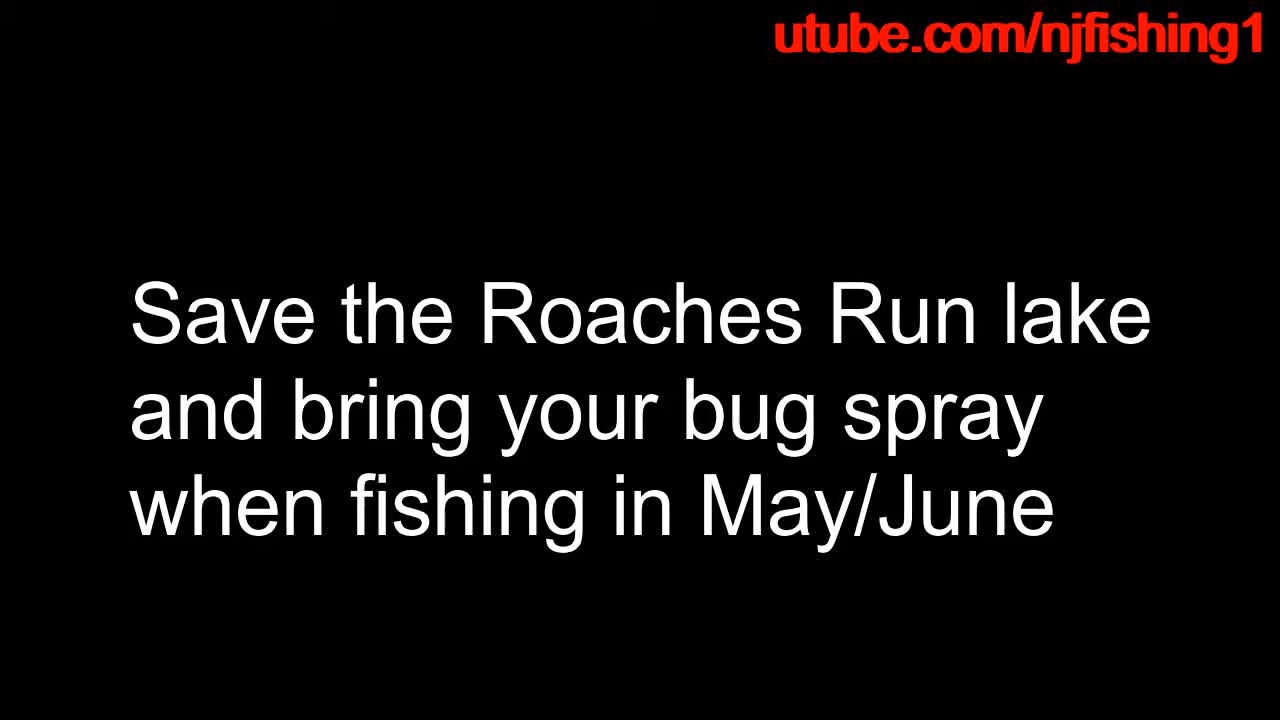 utube.com/njfishing1
Save the Roaches Run lake
and bring your bug spray
when fishing in May/June